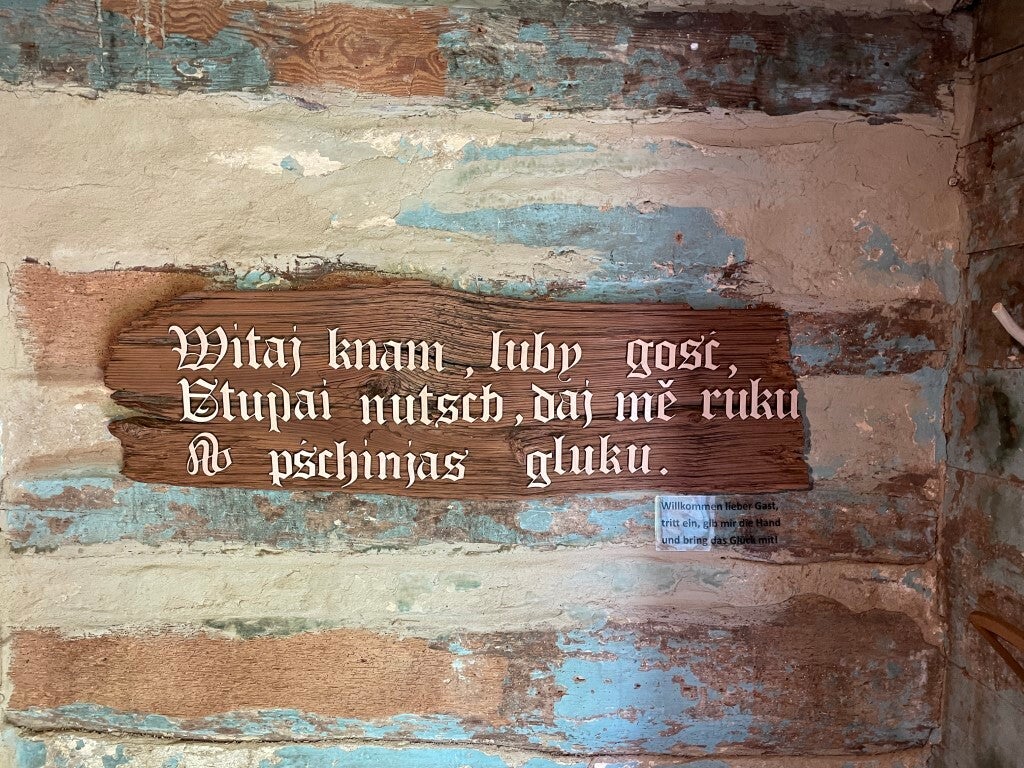 Witaj knam, luby gosć,
Stupai nutsch, daj mě ruku
A pśchinjas gluku.
Willkommen lieber Gast,
tritt ein, gib mir die Hand
und bring das Glück mit!